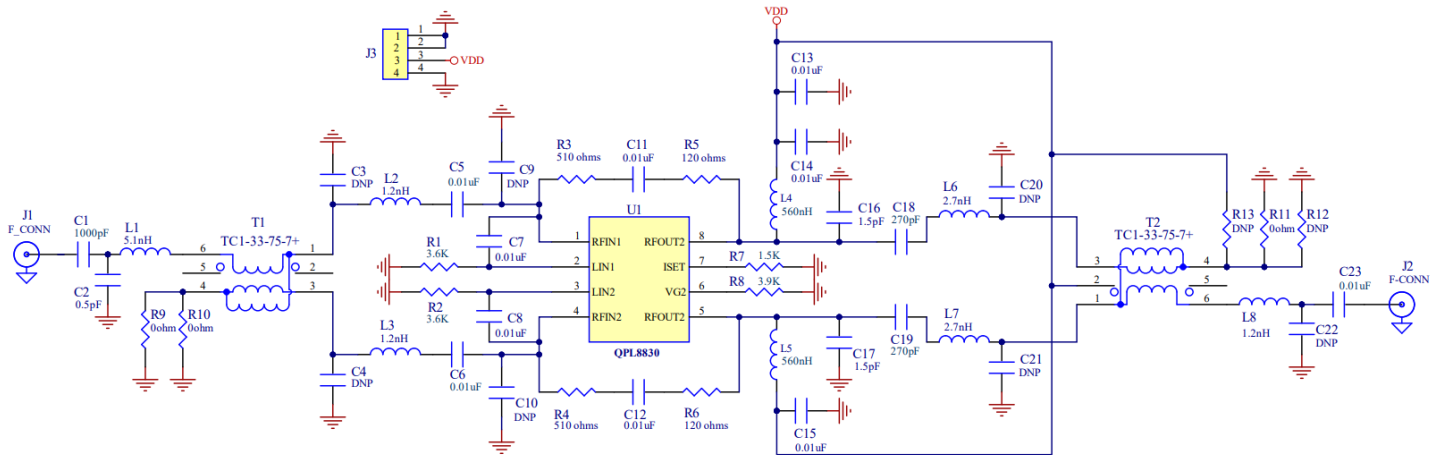 J3
1
2
3
4
1
2
3
4
VDD
VDD
J1
F_CONN
C1
1000pF
L1
5.1nH
C2
0.5pF
T1
TC1-33-75-7+
6
5
4
1
2
3
R9
0ohm
R10
0ohm
C3
DNP
L2
1.2nH
C5
0.01uF
C9
DNP
L3
1.2nH
C4
DNP
C6
0.01uF
C10
DNP
R3
510 ohms
C11
0.01uF
R5
120 ohms
C7
0.01uF
R1
3.6K
R2
3.6K
C8
0.01uF
U1
1
2
3
4
RFIN1
LIN1
LIN2
RFIN2
RFOUT2
ISET
VG2
RFOUT2
8
7
6
5
QPL8830
R7
1.5K
R8
3.9K
R4
510 ohms
C12
0.01uF
R6
120 ohms
C13
0.01uF
C14
0.01uF
L4
560nH
C16
1.5pF
C18
270pF
L6
2.7nH
C20
DNP
L5
560nH
C17
1.5pF
C19
270pF
L7
2.7nH
C21
DNP
C15
0.01uF
T2
TC1-33-75-7+
3
2
1
4
5
6
R13
DNP
R11
0ohm
R12
DNP
L8
1.2nH
C22
DNP
C23
0.01uF
J2
F-CONN